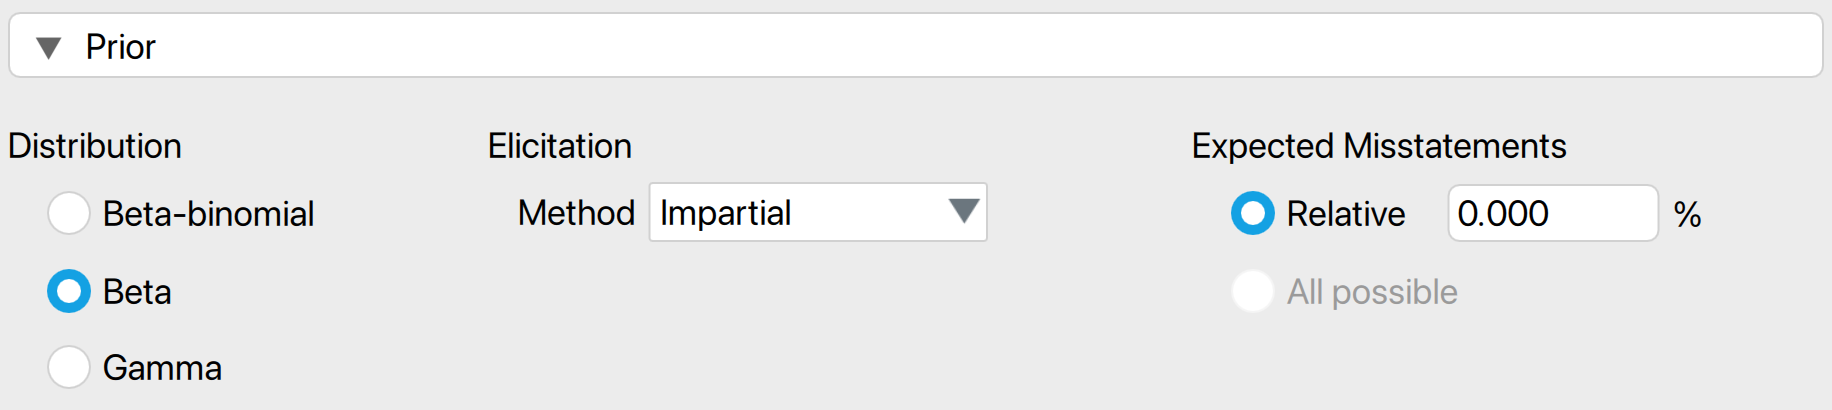 Prior
Distribution
Beta-binomial
Beta
Gamma
Elicitation
Method Impartial
Expected Misstatements
Relative 0.000 %
All possible